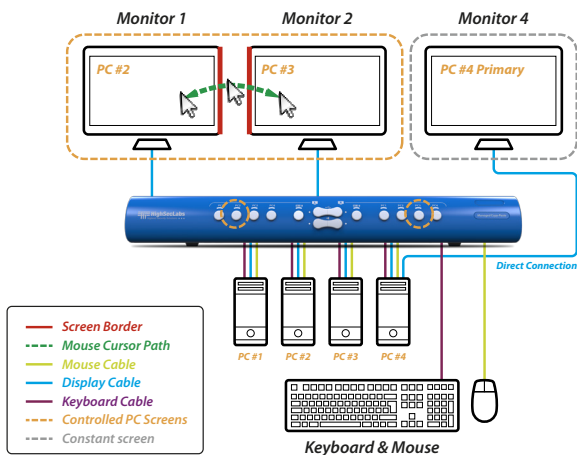 Monitor 1
Monitor 2
Monitor 4
PC #2
PC #3
PC #4 Primary
HighSecLabs
Direct Connection
PC #1
PC #2
PC #3
PC #4
Screen Border
Mouse Cursor Path
Mouse Cable
Display Cable
Keyboard Cable
Controlled PC Screens
Constant screen
Keyboard & Mouse